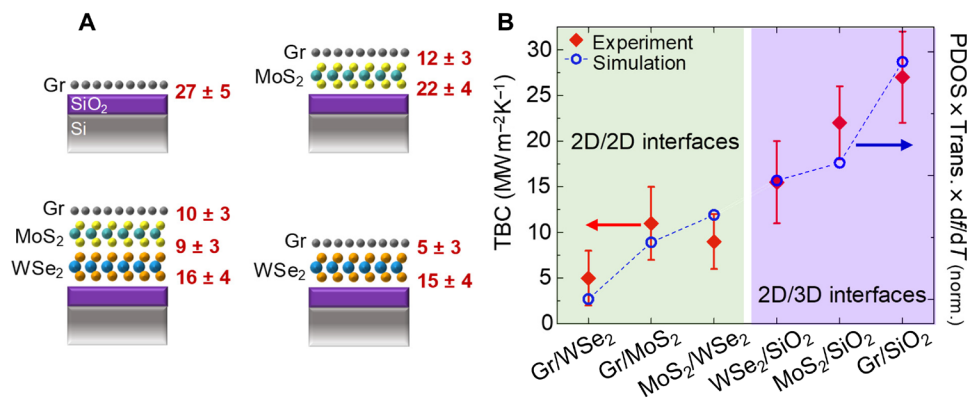 A
Gr
27 ± 5
SiO₂
Si
Gr
12 ± 3
MoS₂
22 ± 4
Gr
10 ± 3
MoS₂
9 ± 3
WSe₂
16 ± 4
Gr
5 ± 3
WSe₂
15 ± 4
B
Experiment
Simulation
2D/2D interfaces
2D/3D interfaces
TBC (MWm⁻²K⁻¹)
30
25
20
15
10
5
0
Gr/WSe₂
Gr/MoS₂
MoS₂/WSe₂
WSe₂/SiO₂
MoS₂/SiO₂
Gr/SiO₂
PDOS × Trans. × df/dT (norm.)